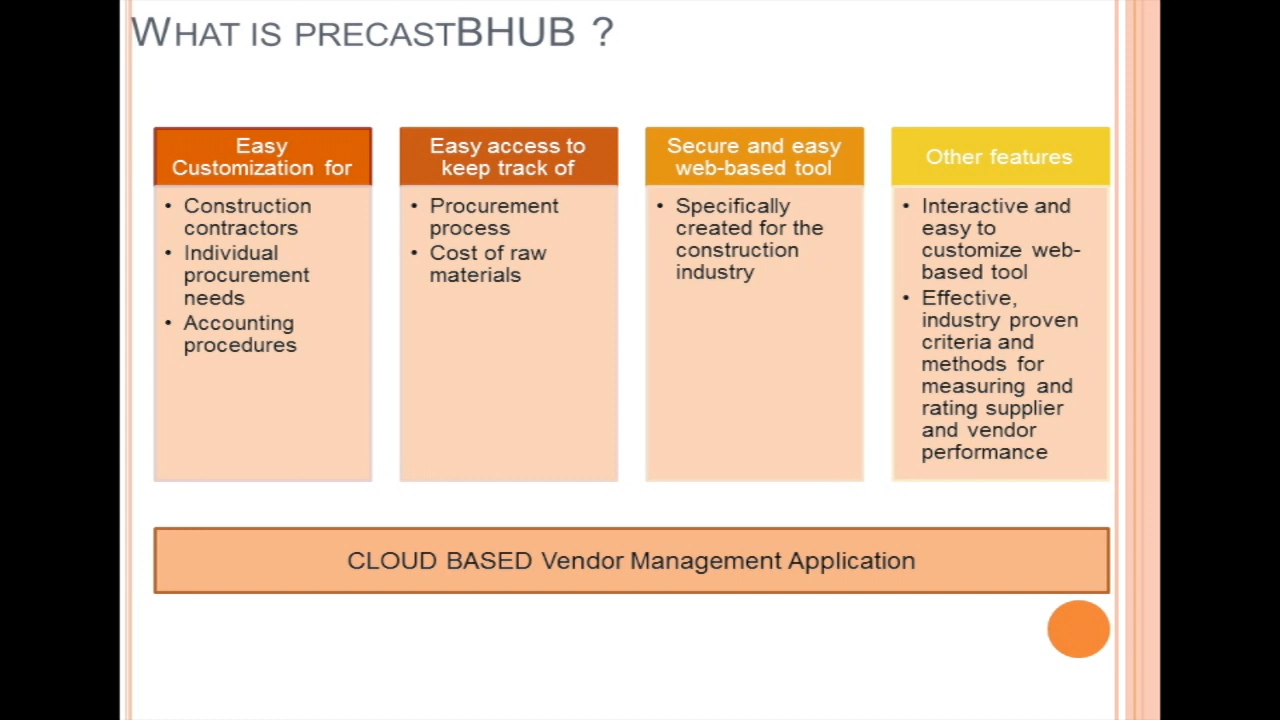 WHAT IS PRECASTBHUB ?
Easy
Customization for
• Construction
contractors
• Individual
procurement
needs
• Accounting
procedures
Easy access to
keep track of
• Procurement
process
• Cost of raw
materials
Secure and easy
web-based tool
• Specifically
created for the
construction
industry
Other features
• Interactive and
easy to
customize web-
based tool
• Effective,
industry proven
criteria and
methods for
measuring and
rating supplier
and vendor
performance
CLOUD BASED Vendor Management Application